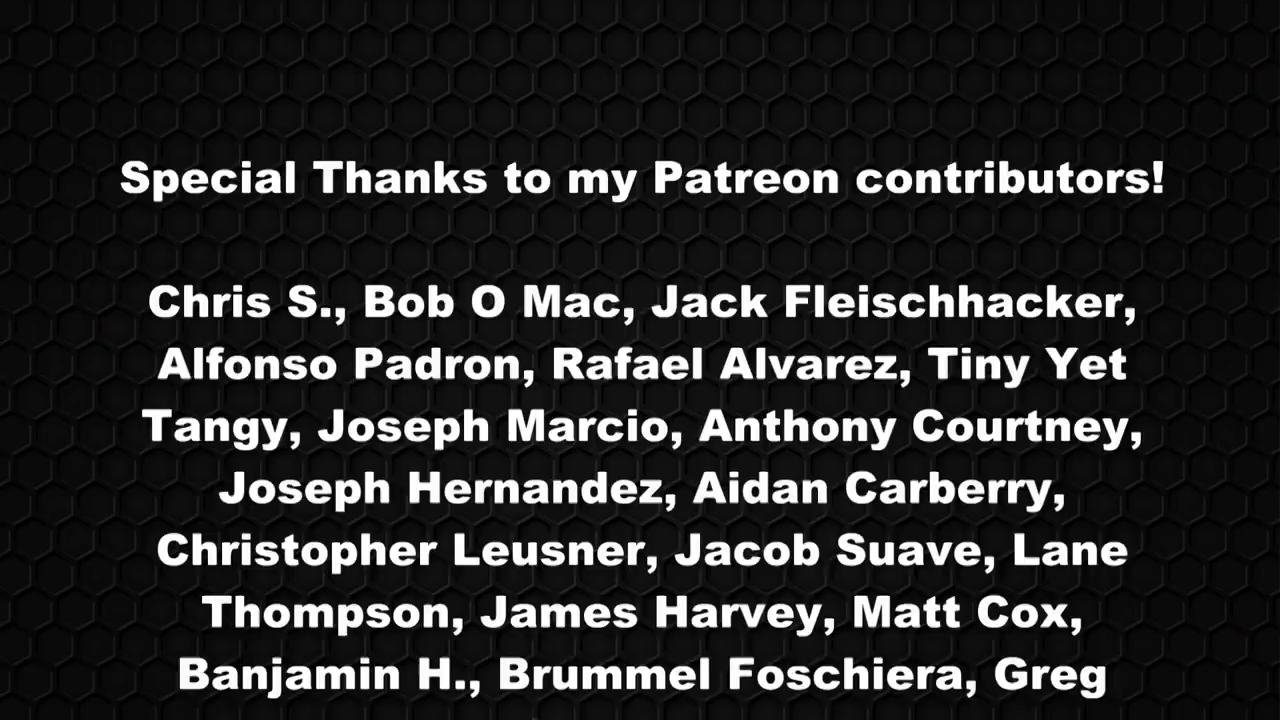 Special Thanks to my Patreon contributors!
Chris S., Bob O Mac, Jack Fleischhacker,
Alfonso Padron, Rafael Alvarez, Tiny Yet
Tangy, Joseph Marcio, Anthony Courtney,
Joseph Hernandez, Aidan Carberry,
Christopher Leusner, Jacob Suave, Lane
Thompson, James Harvey, Matt Cox,
Banjamin H., Brummel Foschiera, Greg